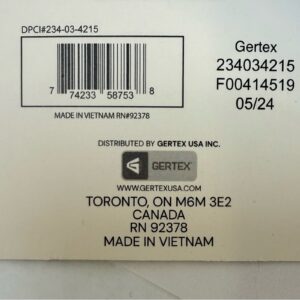 DPCI#234-03-4215
Gertex
234034215
F00414519
05/24
7 74233 58753 8
MADE IN VIETNAM RN#92378
DISTRIBUTED BY GERTEX USA INC.
GERTEX
WWW.GERTEXUSA.COM
TORONTO, ON M6M 3E2
CANADA
RN 92378
MADE IN VIETNAM